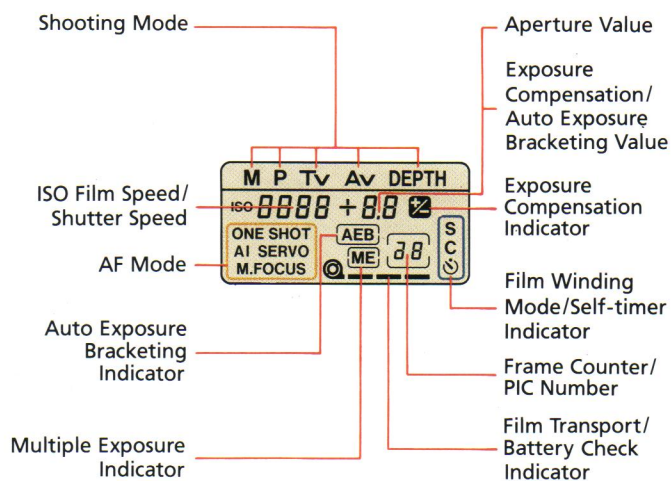 Shooting Mode
Aperture Value
Exposure
Compensation/
Auto Exposure
Bracketing Value
M P Tv Av DEPTH
ISO 8888 +8.8
ISO Film Speed/
Shutter Speed
Exposure
Compensation
Indicator
ONE SHOT
AI SERVO
M.FOCUS
AEB
ME
88
S
C
AF Mode
Film Winding
Mode/Self-timer
Indicator
Auto Exposure
Bracketing
Indicator
Frame Counter/
PIC Number
Multiple Exposure
Indicator
Film Transport/
Battery Check
Indicator